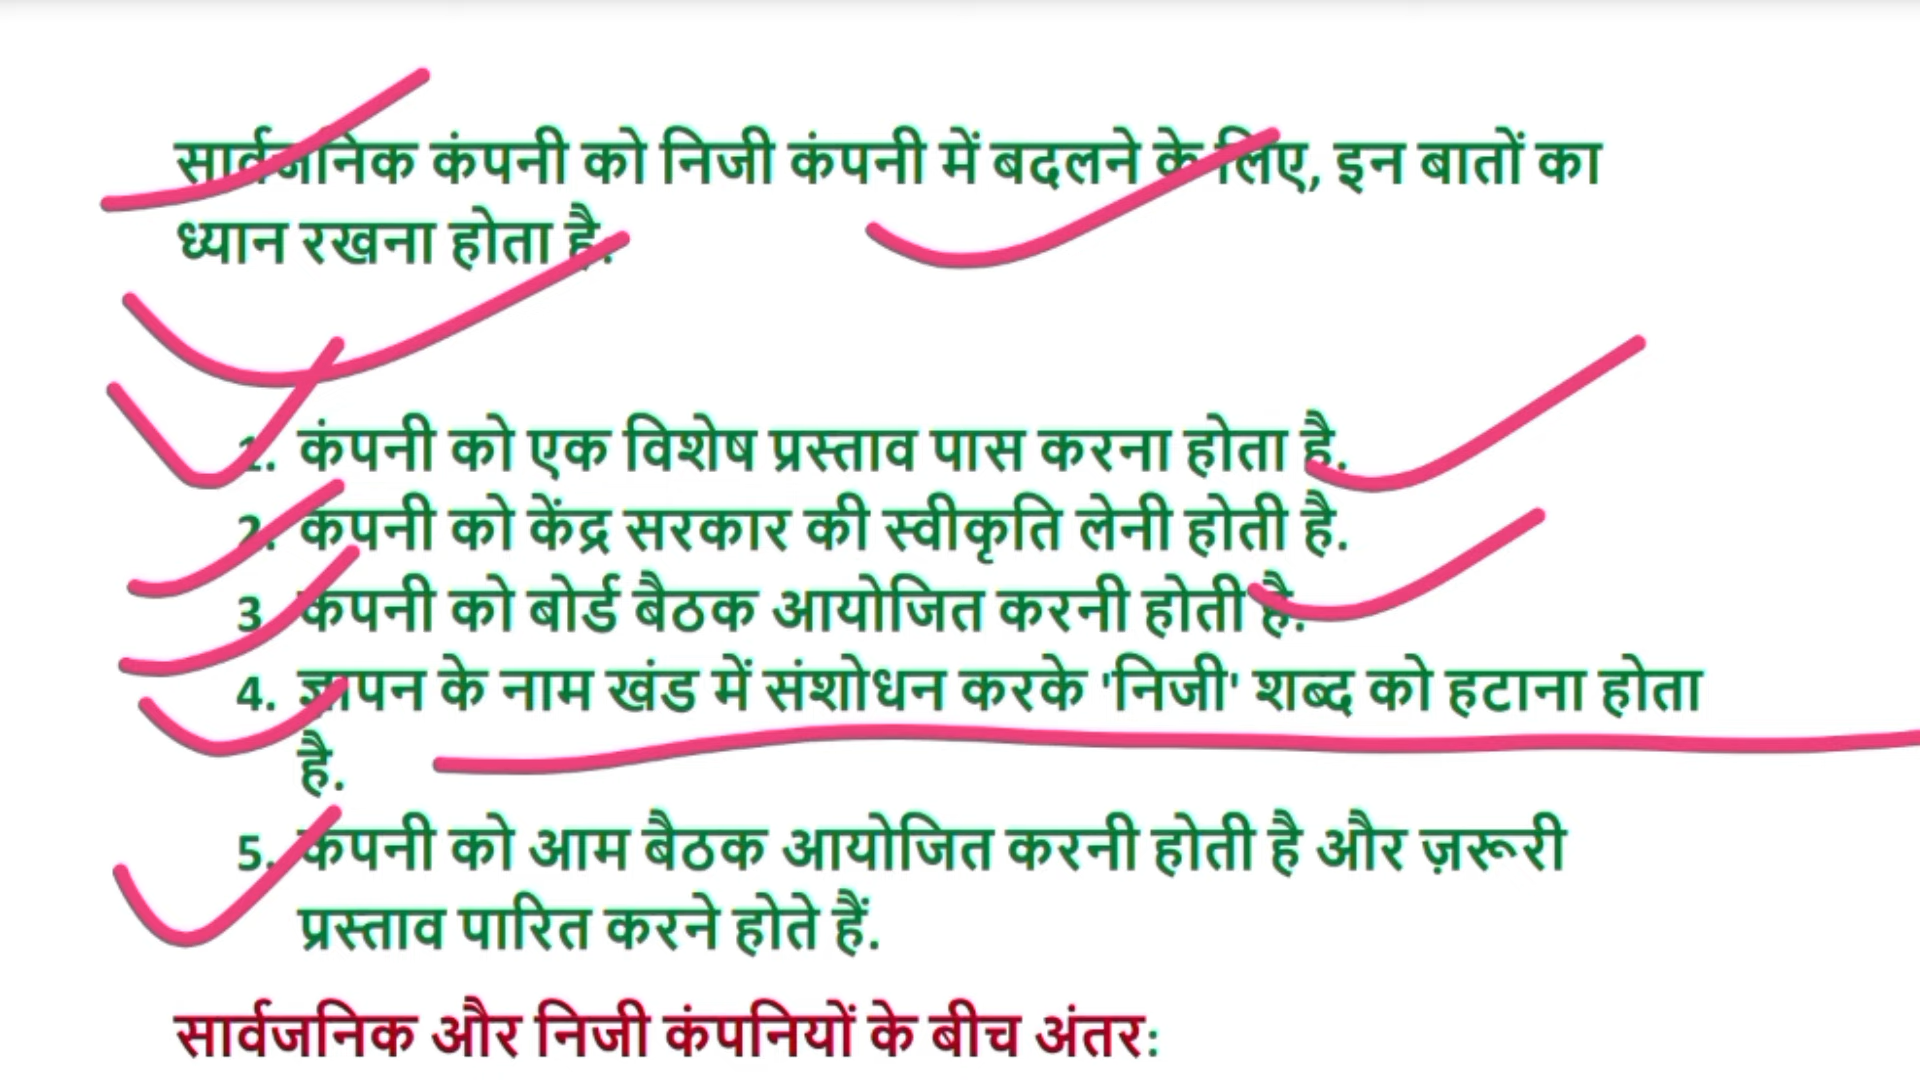 सार्वजनिक कंपनी को निजी कंपनी में बदलने के लिए, इन बातों का
ध्यान रखना होता है.
1. कंपनी को एक विशेष प्रस्ताव पास करना होता है.
2. कंपनी को केंद्र सरकार की स्वीकृति लेनी होती है.
3. कंपनी को बोर्ड बैठक आयोजित करनी होती है.
4. ज्ञापन के नाम खंड में संशोधन करके 'निजी' शब्द को हटाना होता
है.
5. कंपनी को आम बैठक आयोजित करनी होती है और ज़रूरी
प्रस्ताव पारित करने होते हैं.
सार्वजनिक और निजी कंपनियों के बीच अंतर: